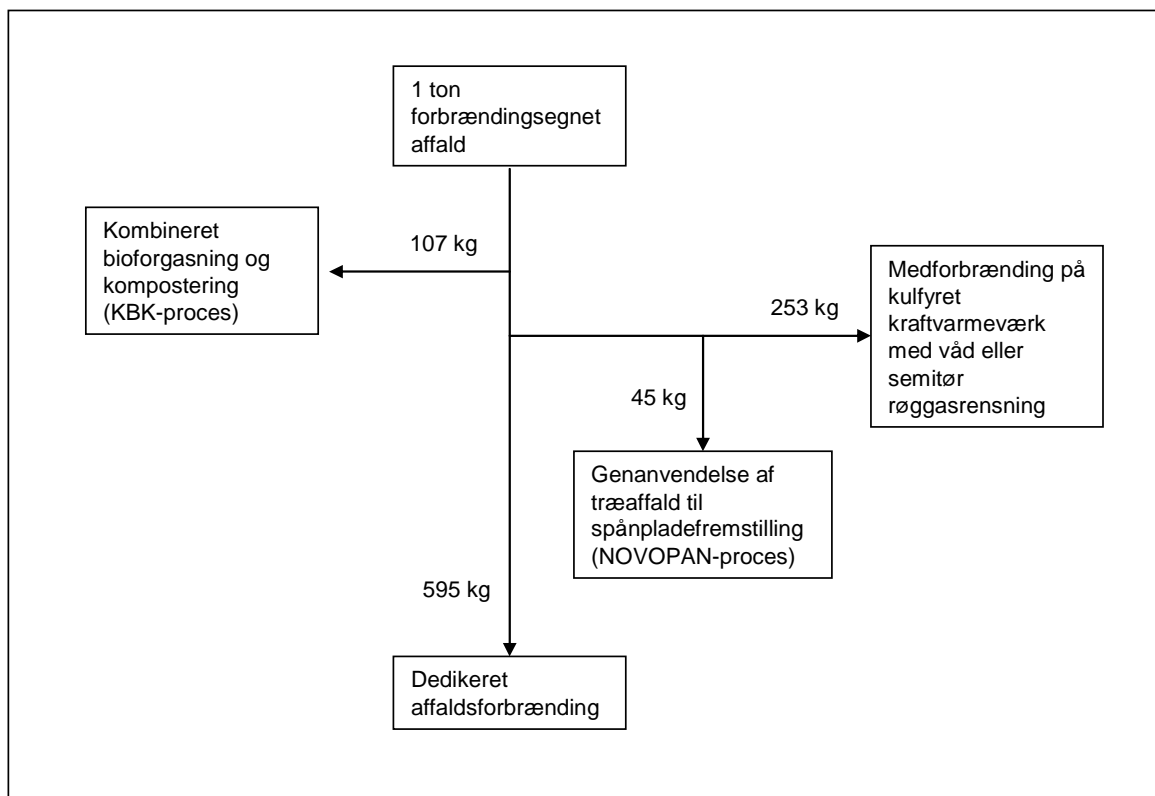 1 ton
forbrændingsegnet
affald
Kombineret
bioforgasning og
kompostering
(KBK-proces)
107 kg
253 kg
Medforbrænding på
kulfyret
kraftvarmeværk
med våd eller
semitør
røggasrensning
45 kg
Genanvendelse af
træaffald til
spånpladefremstilling
(NOVOPAN-proces)
595 kg
Dedikeret
affaldsforbrænding